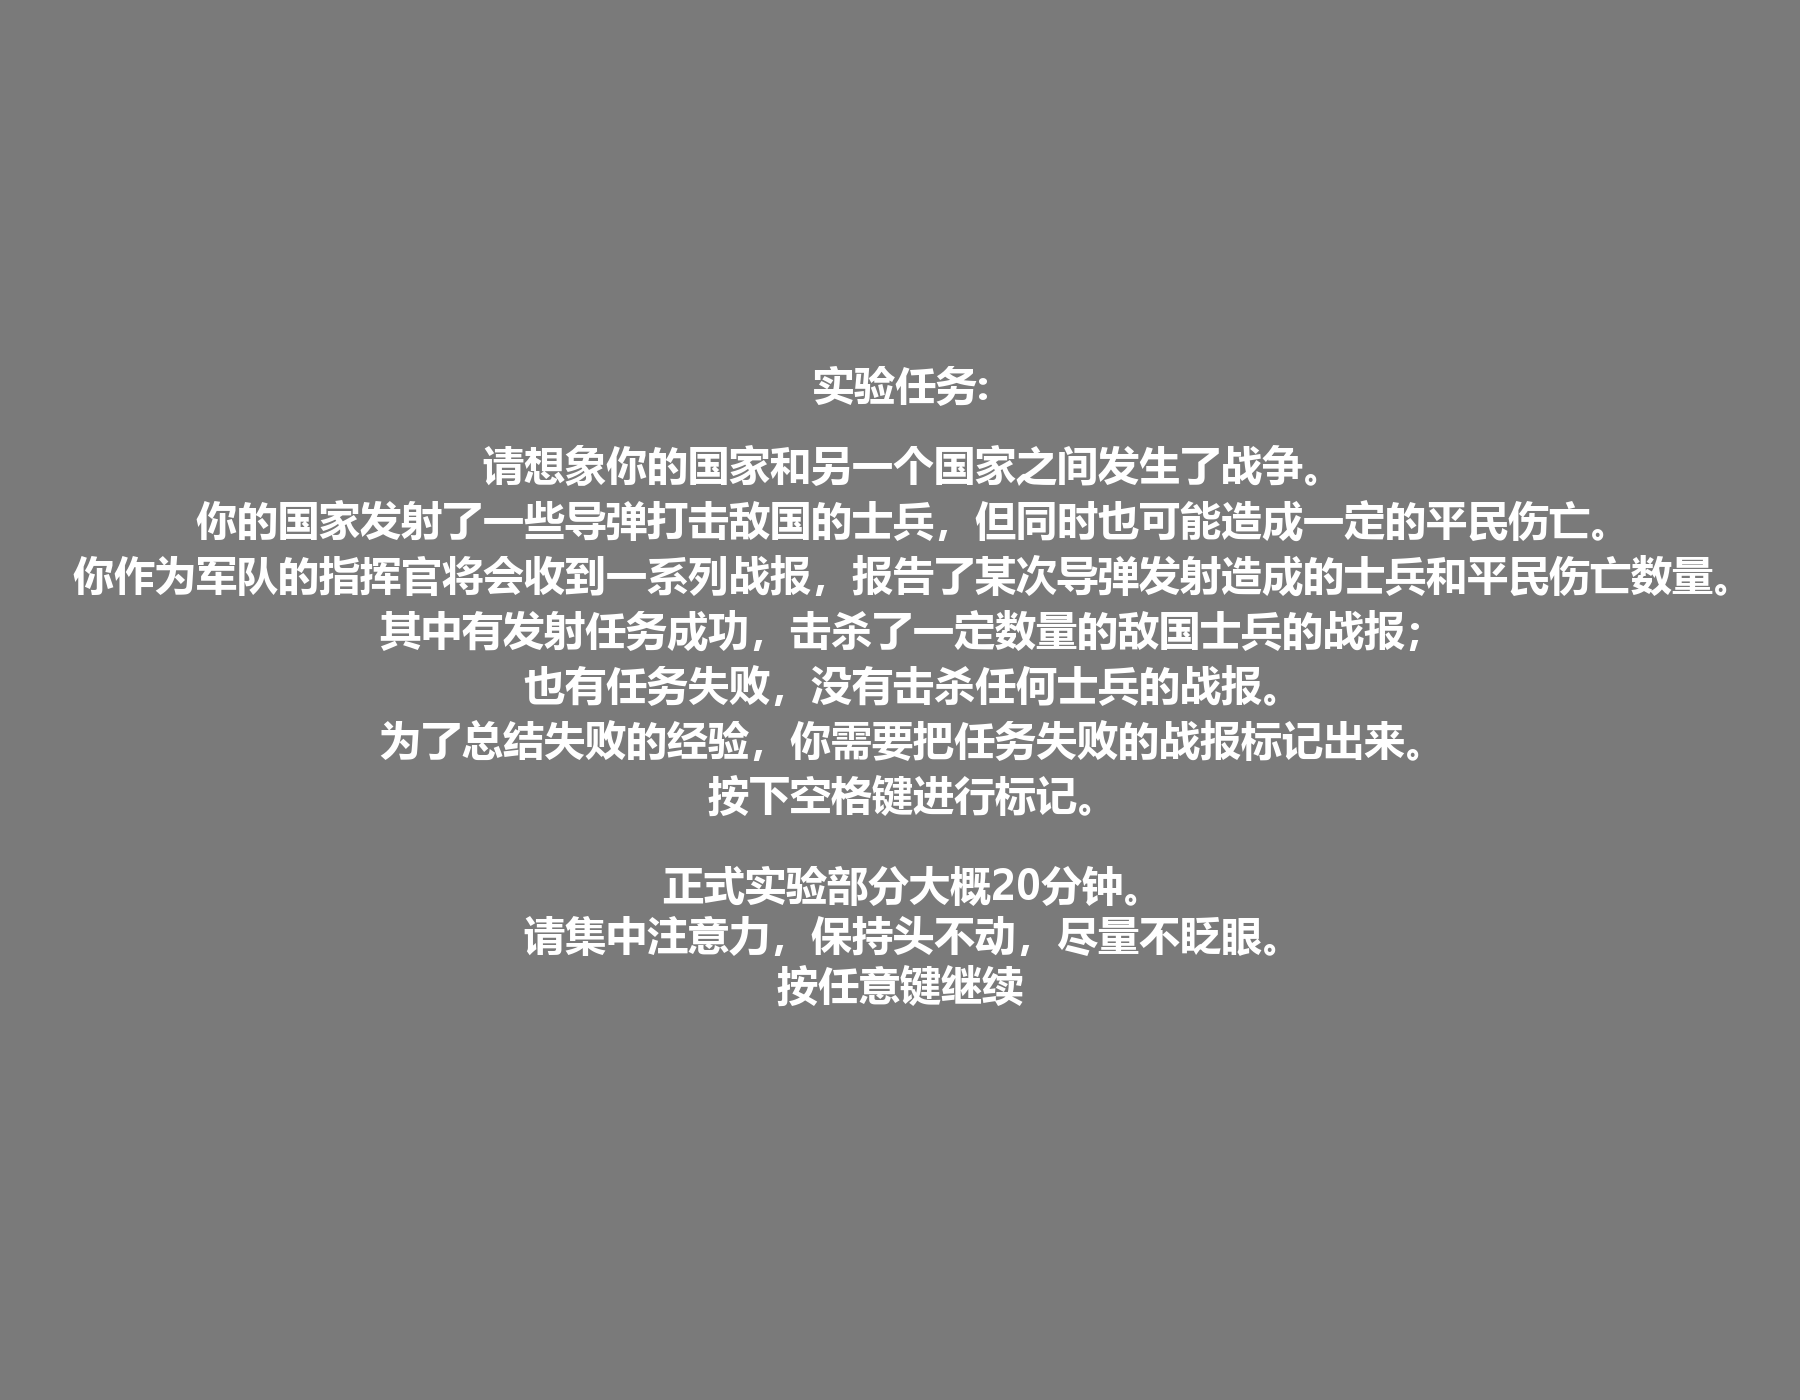 实验任务:
请想象你的国家和另一个国家之间发生了战争。
你的国家发射了一些导弹打击敌国的士兵，但同时也可能造成一定的平民伤亡。
你作为军队的指挥官将会收到一系列战报，报告了某次导弹发射造成的士兵和平民伤亡数量。
其中有发射任务成功，击杀了一定数量的敌国士兵的战报；
也有任务失败，没有击杀任何士兵的战报。
为了总结失败的经验，你需要把任务失败的战报标记出来。
按下空格键进行标记。
正式实验部分大概20分钟。
请集中注意力，保持头不动，尽量不眨眼。
按任意键继续